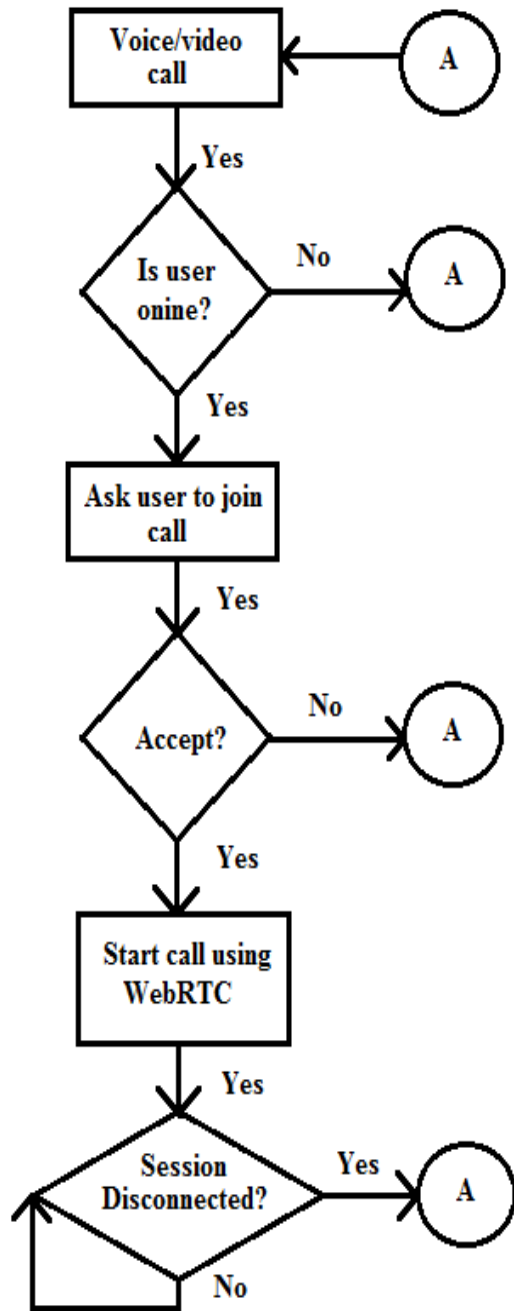 Voice/video
call
A
Yes
Is user
onine?
No
A
Yes
Ask user to join
call
Yes
Accept?
No
A
Yes
Start call using
WebRTC
Yes
Session
Disconnected?
Yes
A
No